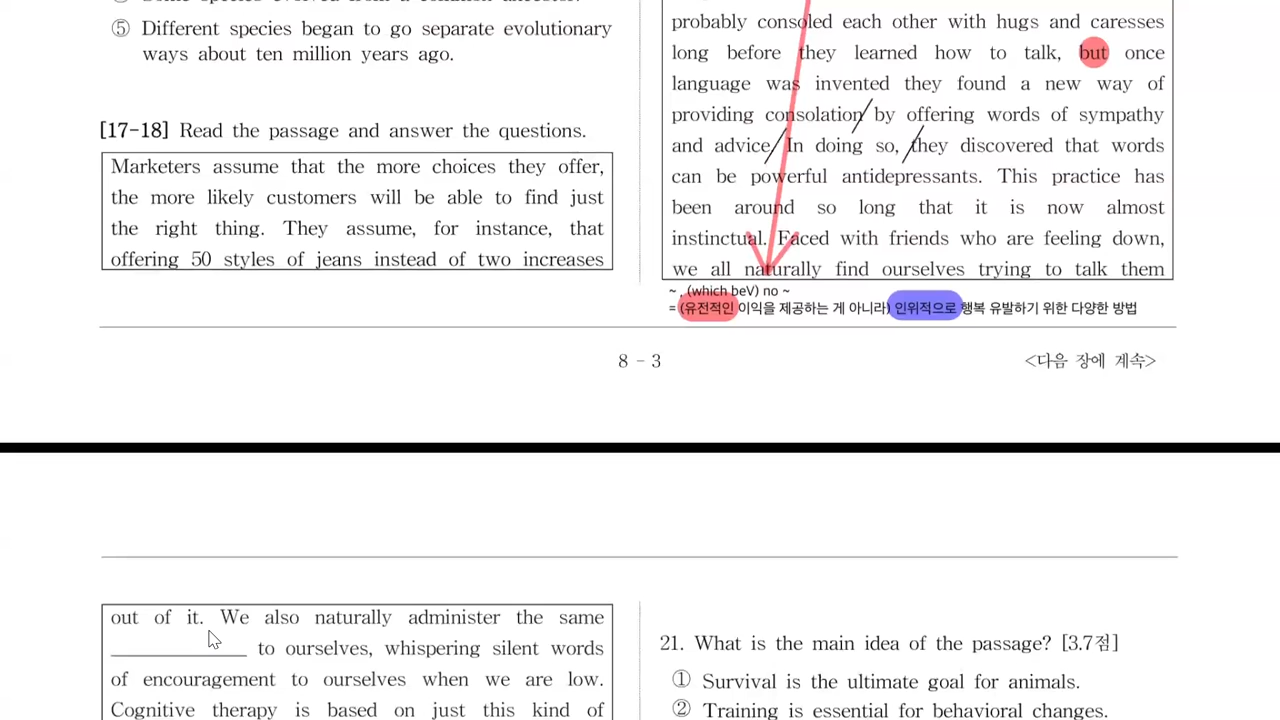 ⑤ Different species began to go separate evolutionary
ways about ten million years ago.
[17-18] Read the passage and answer the questions.
Marketers assume that the more choices they offer,
the more likely customers will be able to find just
the right thing. They assume, for instance, that
offering 50 styles of jeans instead of two increases
probably consoled each other with hugs and caresses
long before they learned how to talk, but once
language was invented they found a new way of
providing consolation by offering words of sympathy
and advice. In doing so, they discovered that words
can be powerful antidepressants. This practice has
been around so long that it is now almost
instinctual. Faced with friends who are feeling down,
we all naturally find ourselves trying to talk them
~ , (which beV) no ~
= (유전적인 이익을 제공하는 게 아니라) 인위적으로 행복 유발하기 위한 다양한 방법
8 - 3
<다음 장에 계속>
out of it. We also naturally administer the same
____________ to ourselves, whispering silent words
of encouragement to ourselves when we are low.
Cognitive therapy is based on just this kind of
21. What is the main idea of the passage? [3.7점]
① Survival is the ultimate goal for animals.
② Training is essential for behavioral changes.